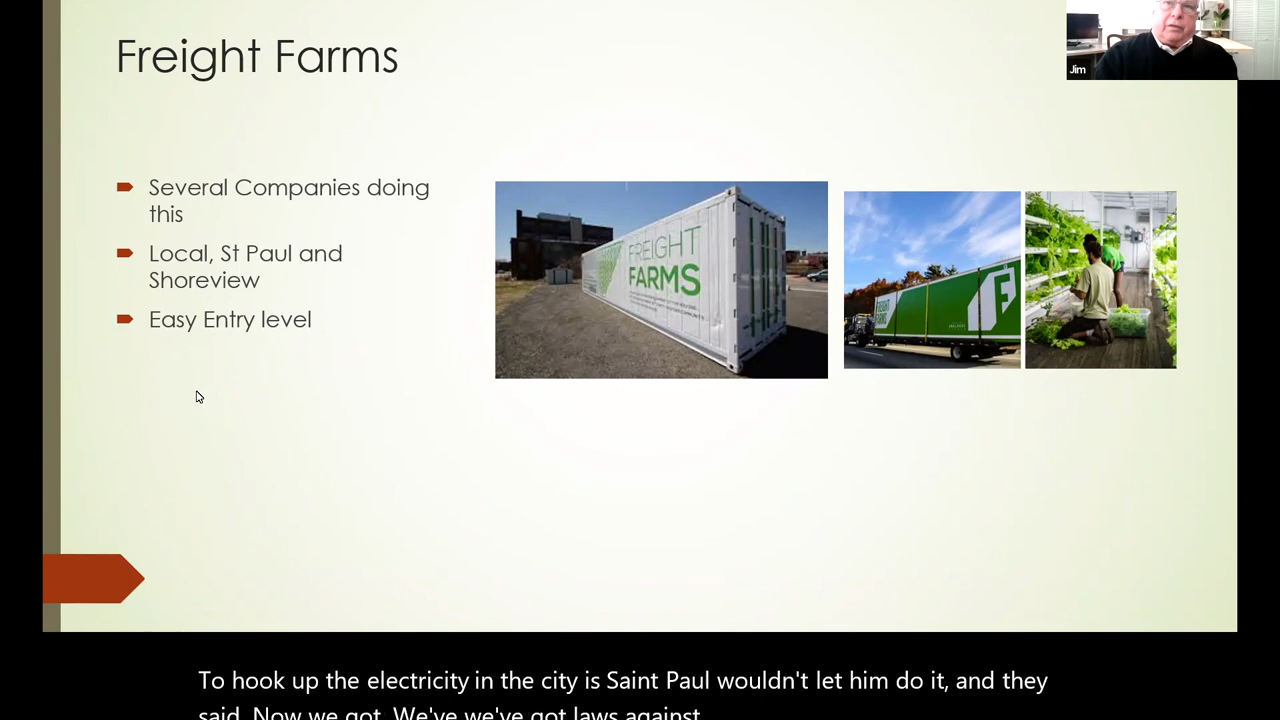 Freight Farms
Jim
Several Companies doing
this
Local, St Paul and
Shoreview
Easy Entry level
FREIGHT
FARMS
F
To hook up the electricity in the city is Saint Paul wouldn't let him do it, and they
said. Now we got. We've we've got laws against